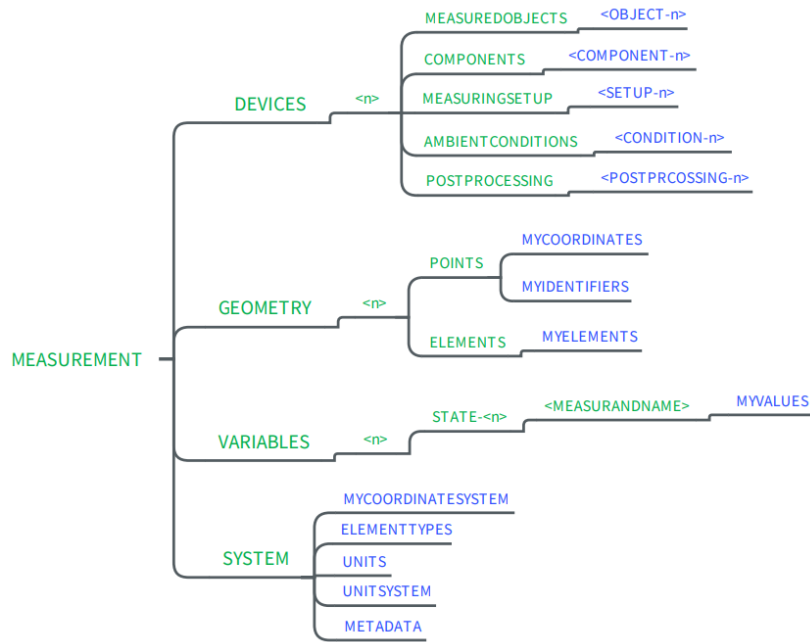 MEASUREMENT
DEVICES
<n>
MEASUREDOBJECTS
<OBJECT-n>
COMPONENTS
<COMPONENT-n>
MEASURINGSETUP
<SETUP-n>
AMBIENTCONDITIONS
<CONDITION-n>
POSTPROCESSING
<POSTPRCOSSING-n>
GEOMETRY
<n>
POINTS
MYCOORDINATES
MYIDENTIFIERS
ELEMENTS
MYELEMENTS
VARIABLES
<n>
STATE-<n>
<MEASURANDNAME>
MYVALUES
SYSTEM
MYCOORDINATESYSTEM
ELEMENTTYPES
UNITS
UNITSYSTEM
METADATA